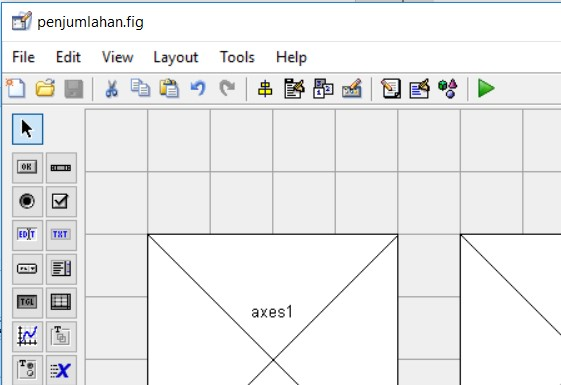 penjumlahan.fig
File Edit View Layout Tools Help
OK
EDIT TXT
TGL
axes1